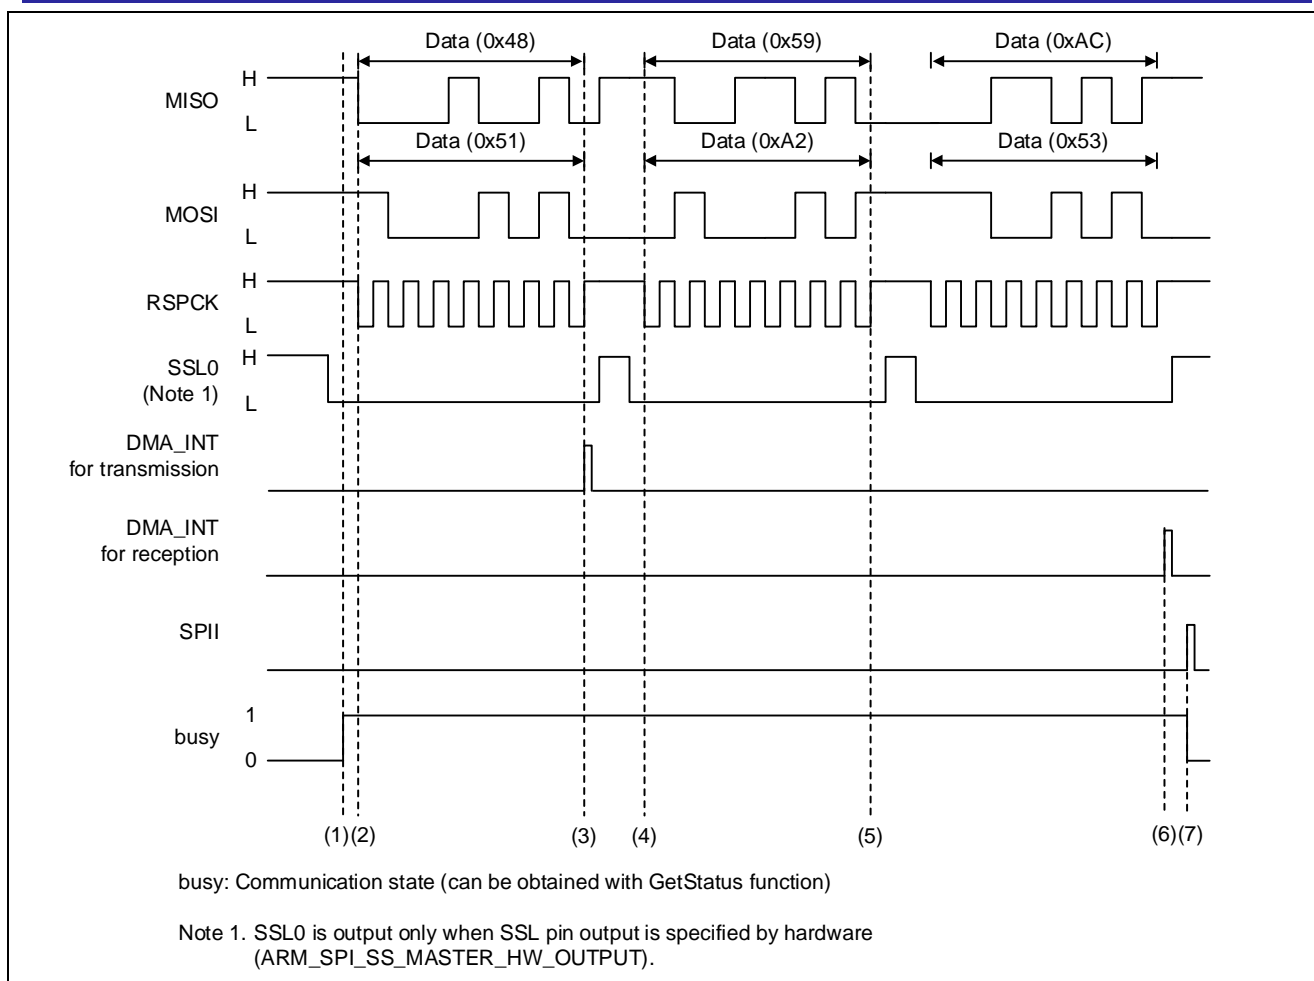 Data (0x48) Data (0x59) Data (0xAC)
H
MISO
L
Data (0x51) Data (0xA2) Data (0x53)
H
MOSI
L
H
RSPCK
L
H
SSL0
(Note 1)
L
DMA_INT
for transmission
DMA_INT
for reception
SPII
1
busy
0
(1) (2) (3) (4) (5) (6) (7)
busy: Communication state (can be obtained with GetStatus function)
Note 1. SSL0 is output only when SSL pin output is specified by hardware
(ARM_SPI_SS_MASTER_HW_OUTPUT).